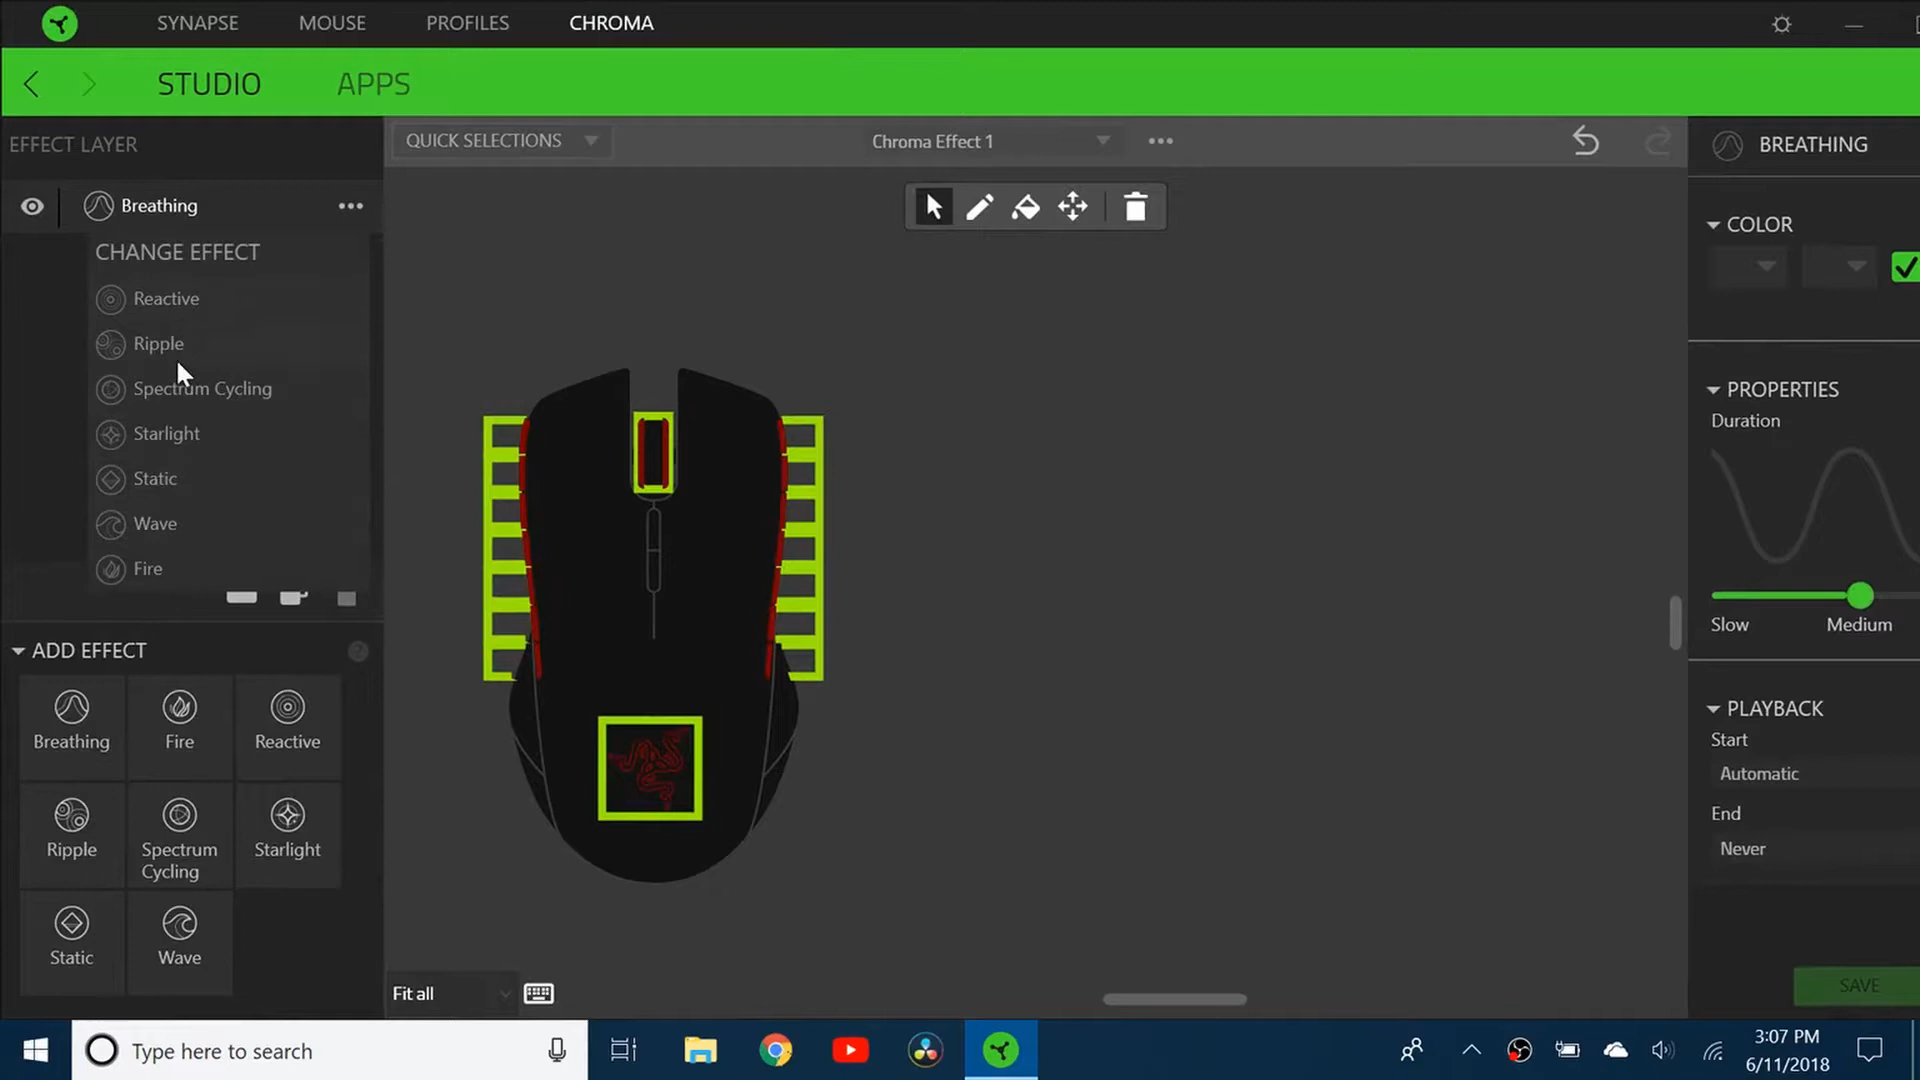 SYNAPSE MOUSE PROFILES CHROMA
STUDIO APPS
EFFECT LAYER
QUICK SELECTIONS
Chroma Effect 1
BREATHING
Breathing
CHANGE EFFECT
Reactive
Ripple
Spectrum Cycling
Starlight
Static
Wave
Fire
ADD EFFECT
?
Breathing
Fire
Reactive
Ripple
Spectrum
Cycling
Starlight
Static
Wave
Fit all
COLOR
PROPERTIES
Duration
Slow Medium
PLAYBACK
Start
Automatic
End
Never
SAVE
Type here to search
3:07 PM
6/11/2018